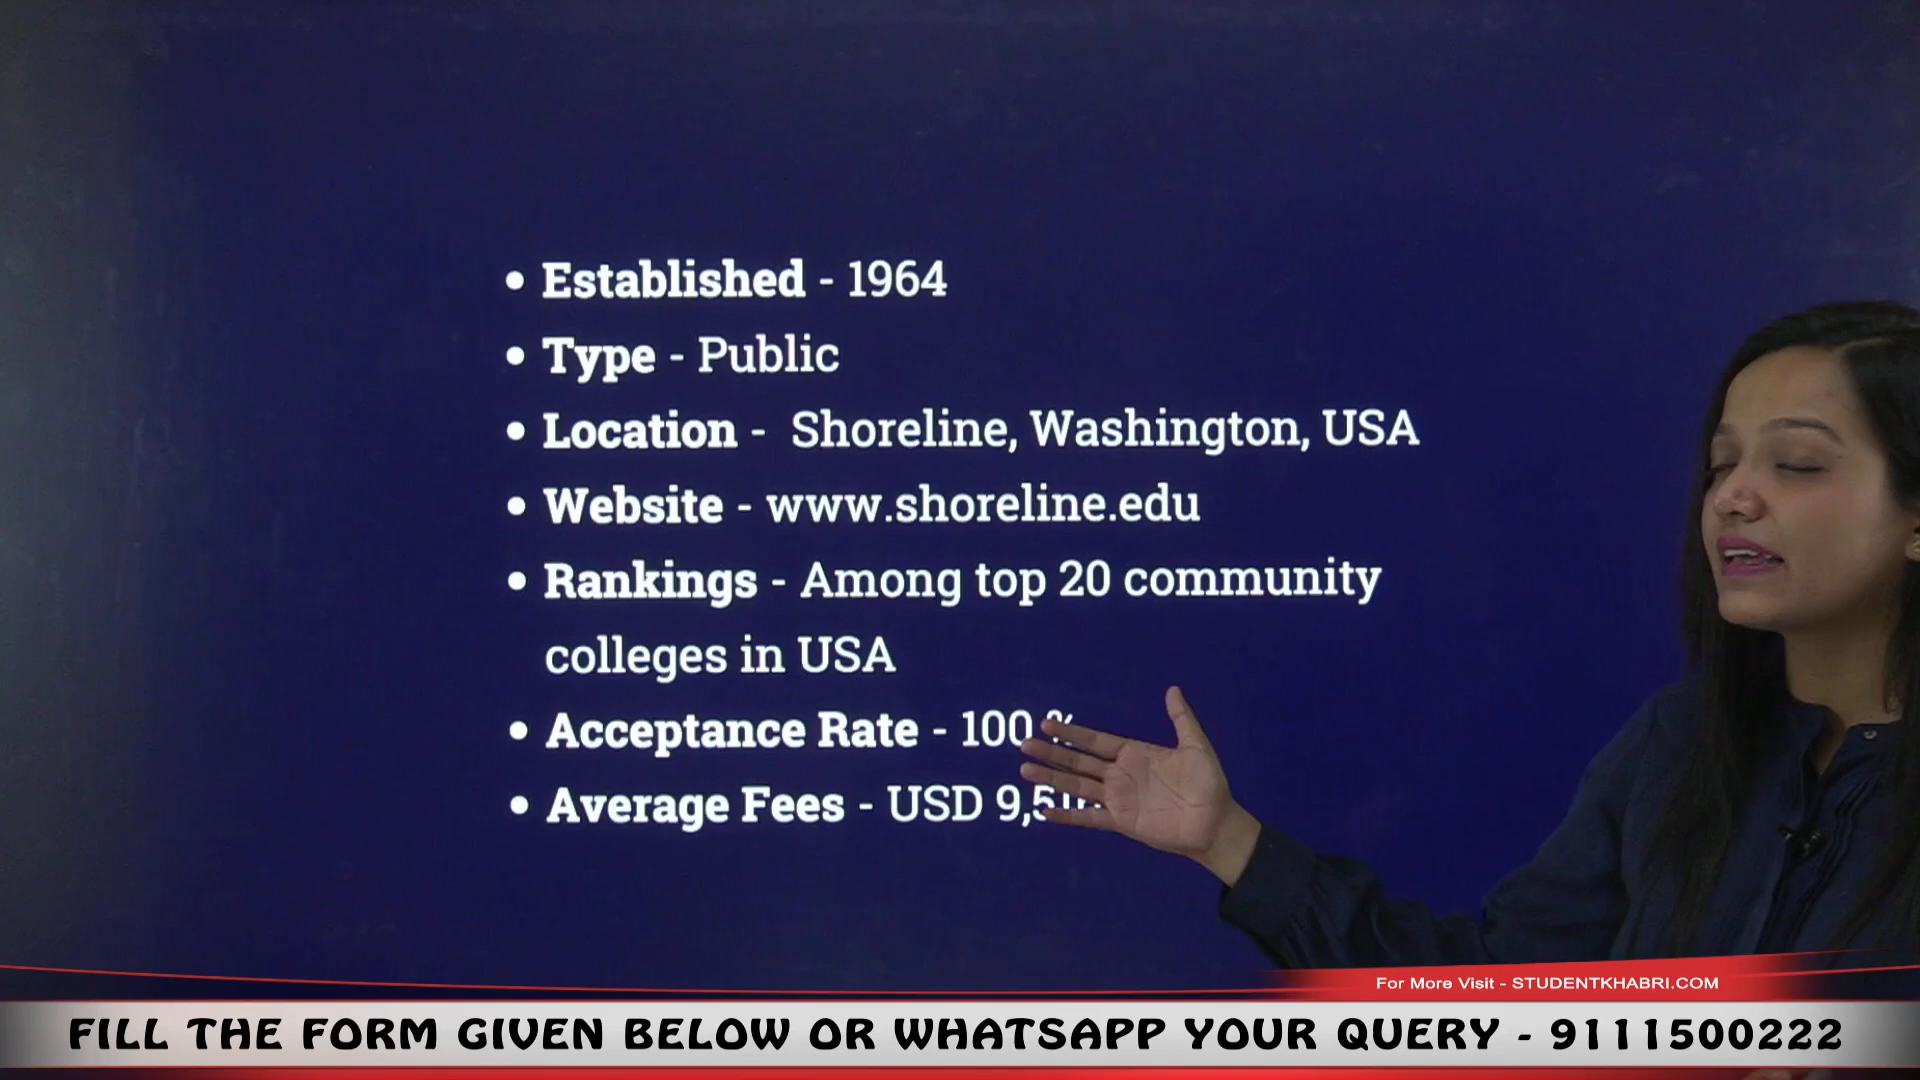 • Established - 1964
• Type - Public
• Location - Shoreline, Washington, USA
• Website - www.shoreline.edu
• Rankings - Among top 20 community
colleges in USA
• Acceptance Rate - 100 %
• Average Fees - USD
For More Visit - STUDENTKHABRI.COM
FILL THE FORM GIVEN BELOW OR WHATSAPP YOUR QUERY - 9111500222